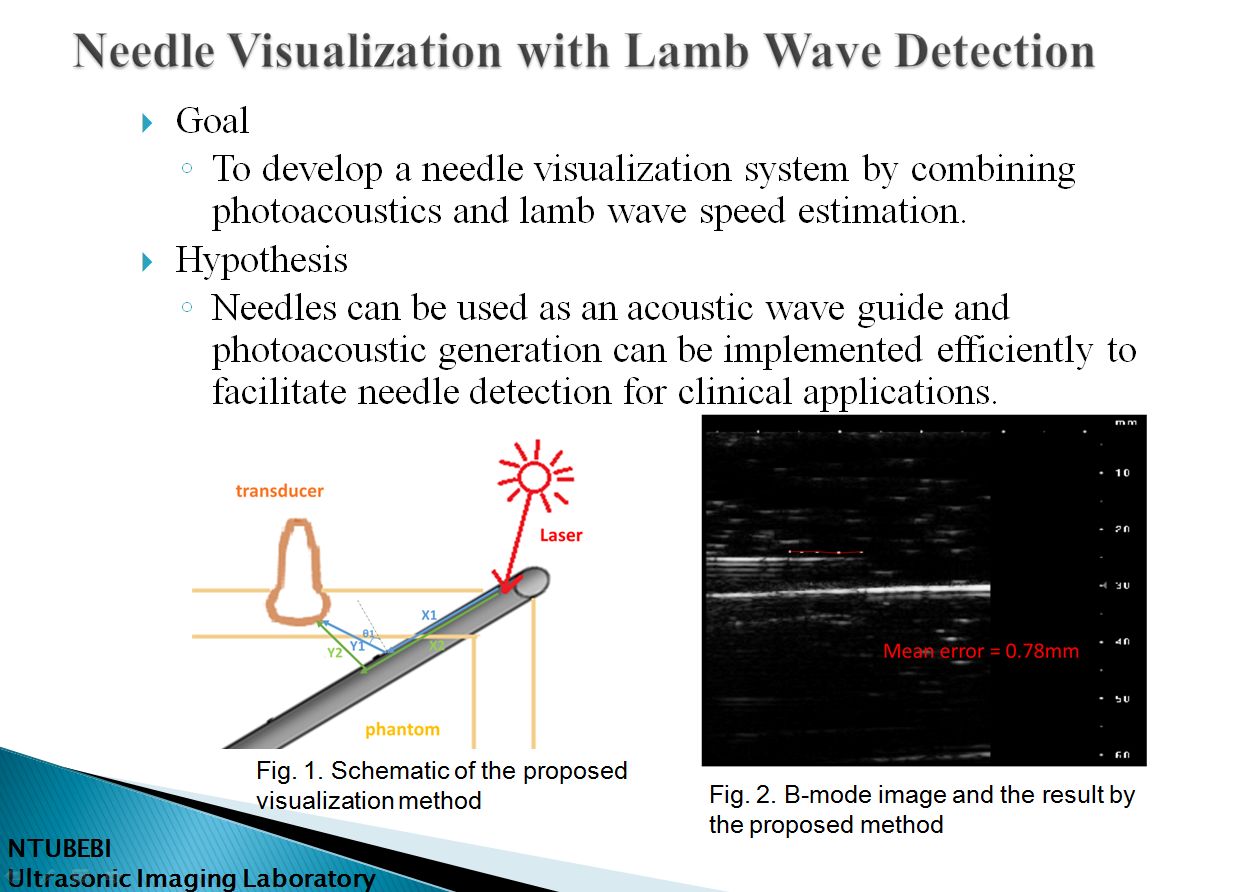 Needle Visualization with Lamb Wave Detection
Goal
To develop a needle visualization system by combining
photoacoustics and lamb wave speed estimation.
Hypothesis
Needles can be used as an acoustic wave guide and
photoacoustic generation can be implemented efficiently to
facilitate needle detection for clinical applications.
transducer
Laser
X1
θ1
Y1
X2
Y2
phantom
Fig. 1. Schematic of the proposed
visualization method
mm
10
20
30
40
Mean error = 0.78mm
50
60
Fig. 2. B-mode image and the result by
the proposed method
NTUBEBI
Ultrasonic Imaging Laboratory